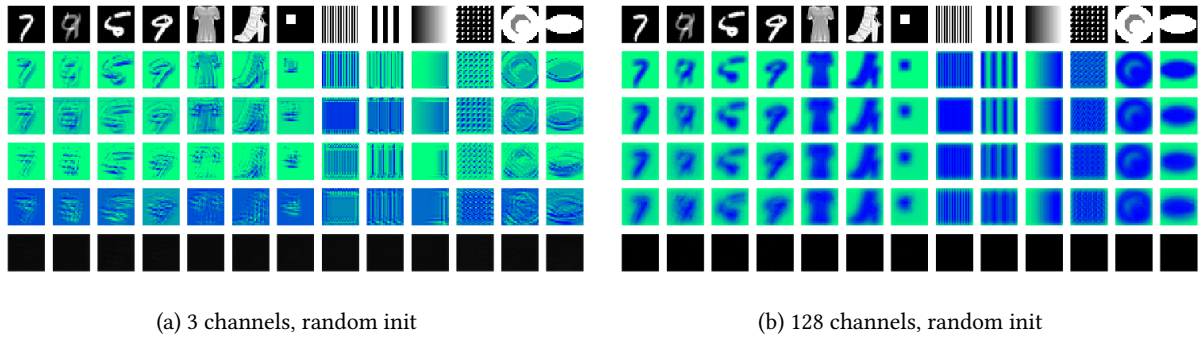 (a) 3 channels, random init
(b) 128 channels, random init